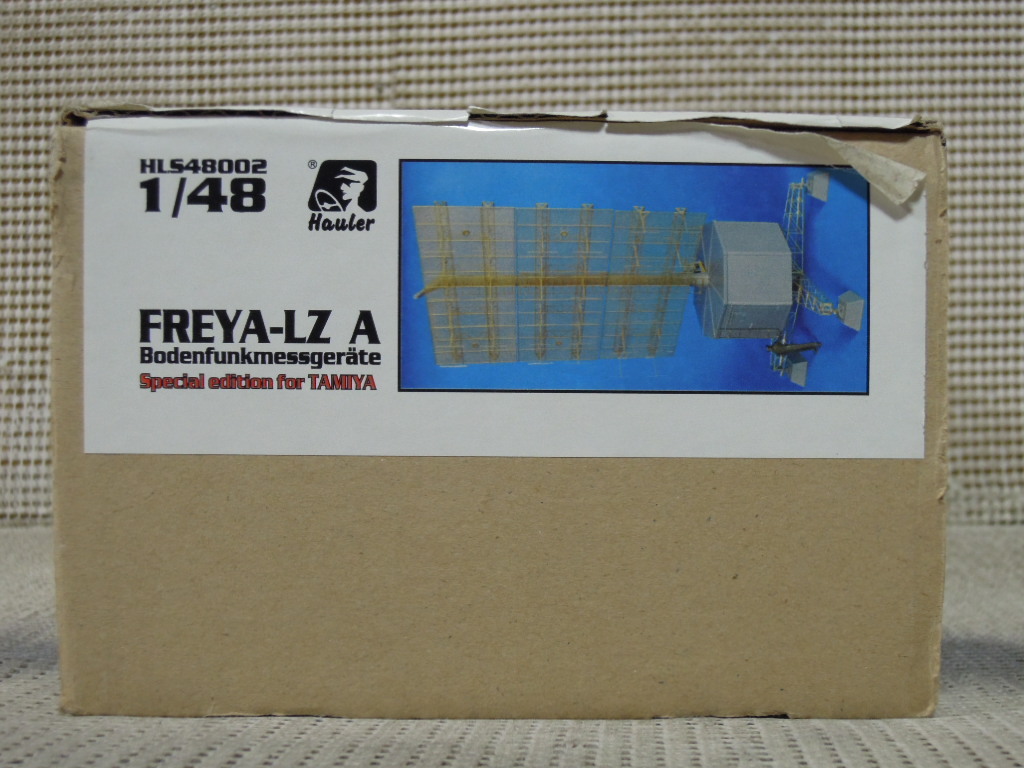 HLS48002
1/48
®
Hauler
FREYA-LZ A
Bodenfunkmessgeräte
Special edition for TAMIYA